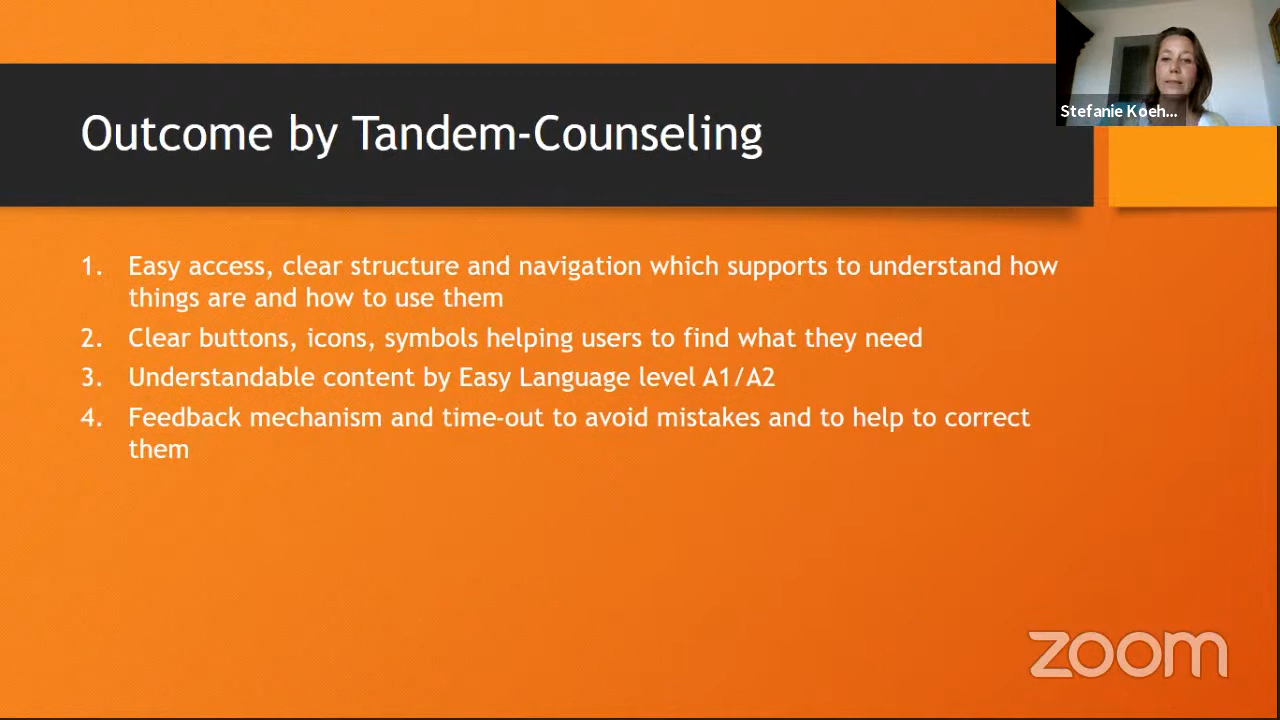 Stefanie Koeh...
Outcome by Tandem-Counseling
1. Easy access, clear structure and navigation which supports to understand how
things are and how to use them
2. Clear buttons, icons, symbols helping users to find what they need
3. Understandable content by Easy Language level A1/A2
4. Feedback mechanism and time-out to avoid mistakes and to help to correct
them
zoom